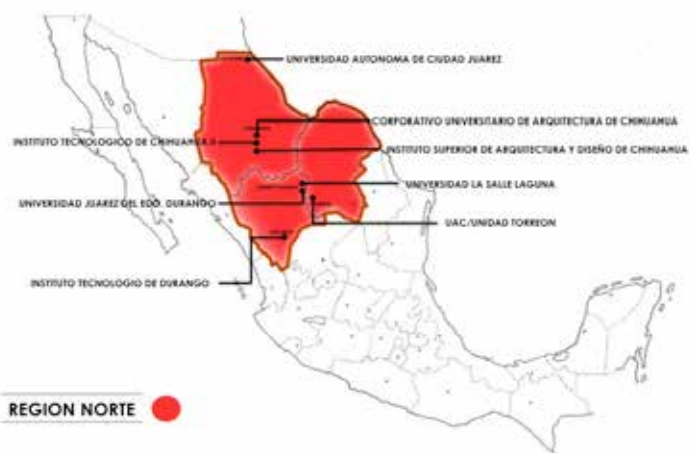 UNIVERSIDAD AUTONOMA DE CIUDAD JUAREZ
CORPORATIVO UNIVERSITARIO DE ARQUITECTURA DE CHIHUAHUA
INSTITUTO TECNOLOGICO DE CHIHUAHUA II
INSTITUTO SUPERIOR DE ARQUITECTURA Y DISEÑO DE CHIHUAHUA
UNIVERSIDAD LA SALLE LAGUNA
UNIVERSIDAD JUAREZ DEL EDO. DURANGO
UAC/UNIDAD TORREON
INSTITUTO TECNOLOGIO DE DURANGO
REGION NORTE